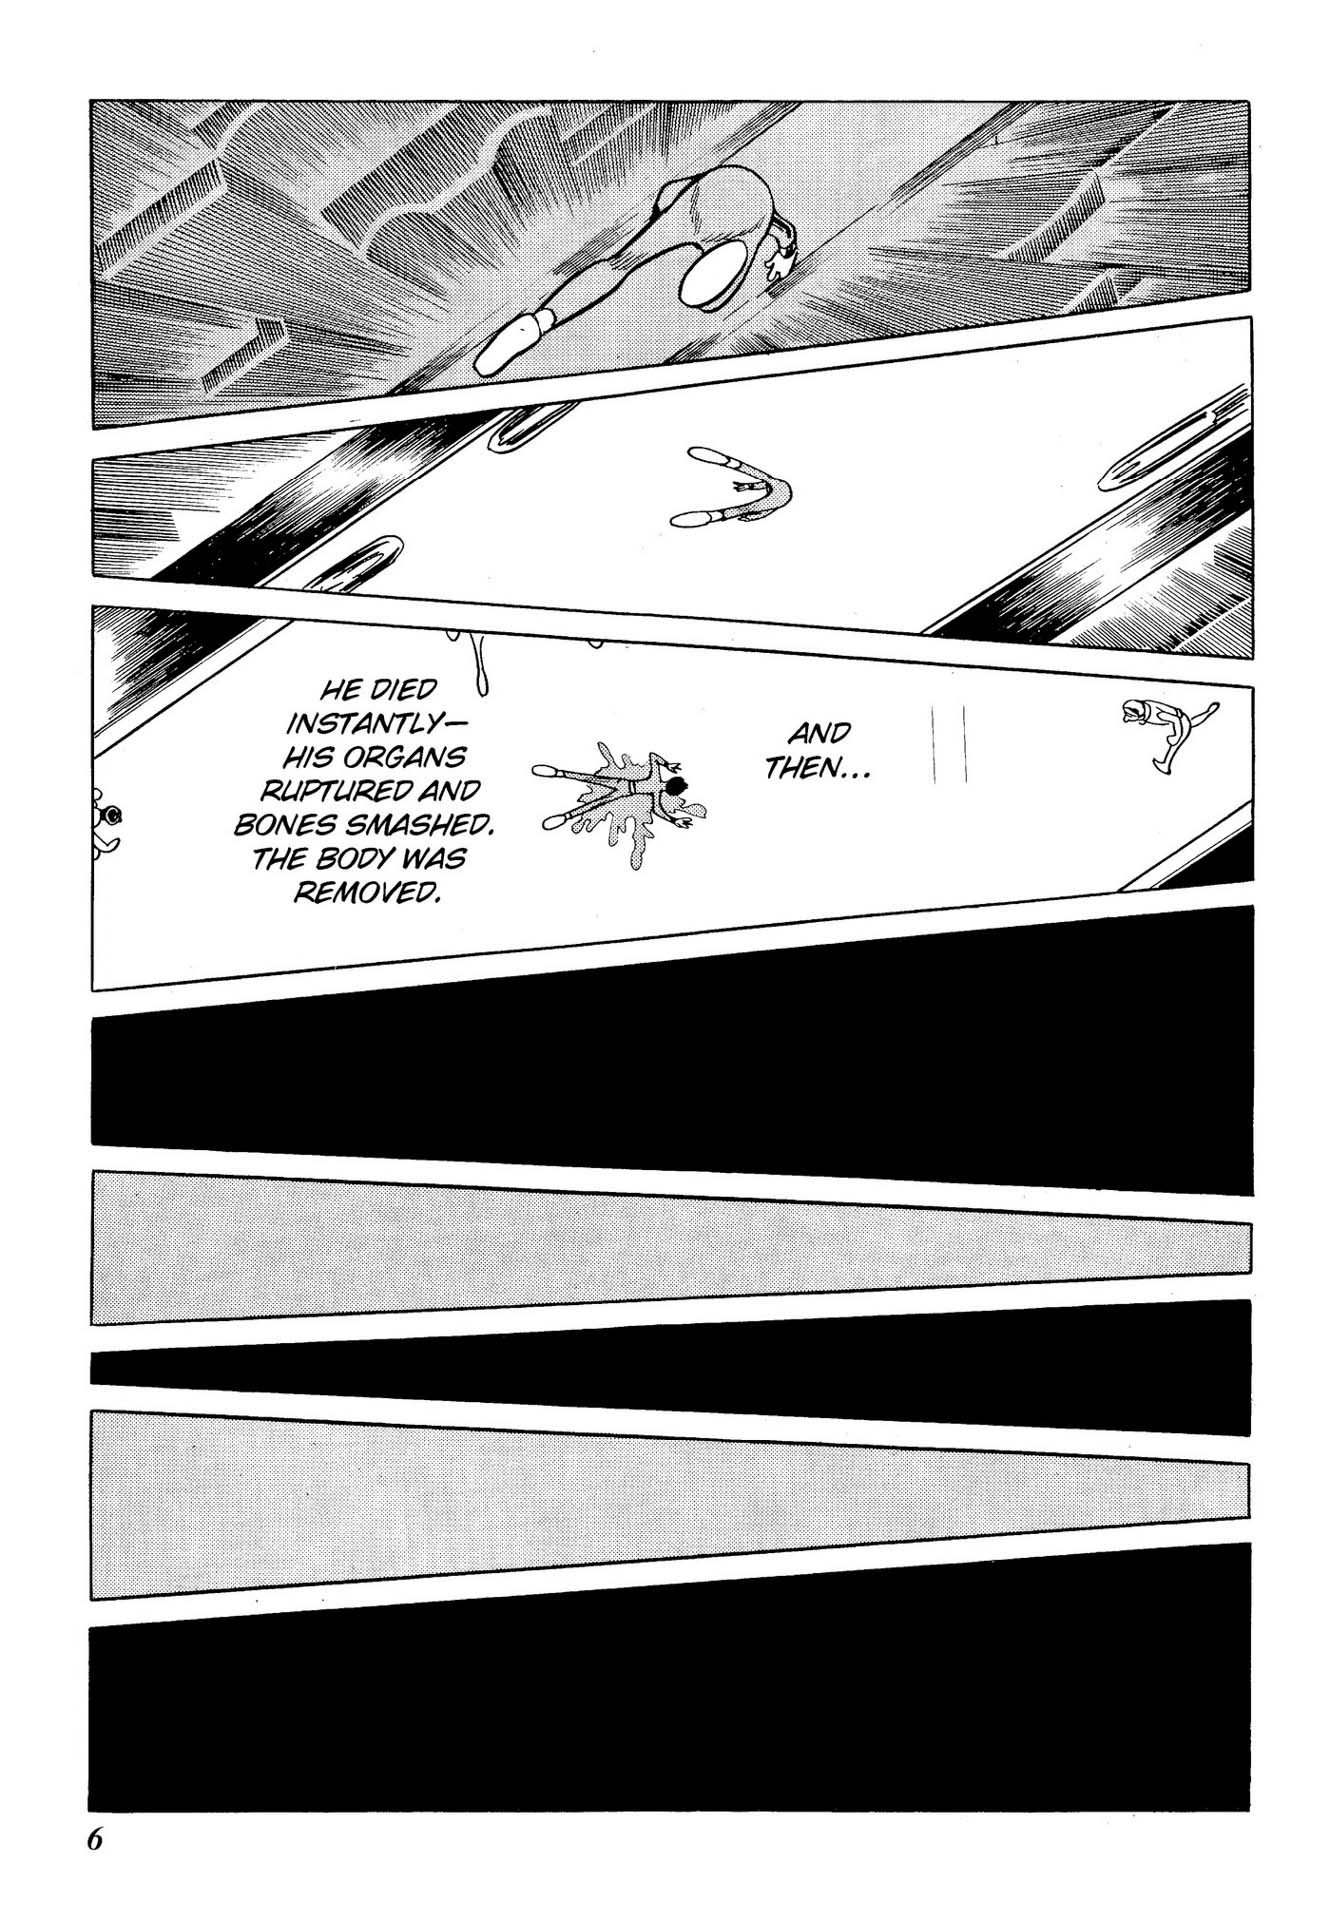 HE DIED
INSTANTLY—
HIS ORGANS
RUPTURED AND
BONES SMASHED.
THE BODY WAS
REMOVED.
AND
THEN...
6